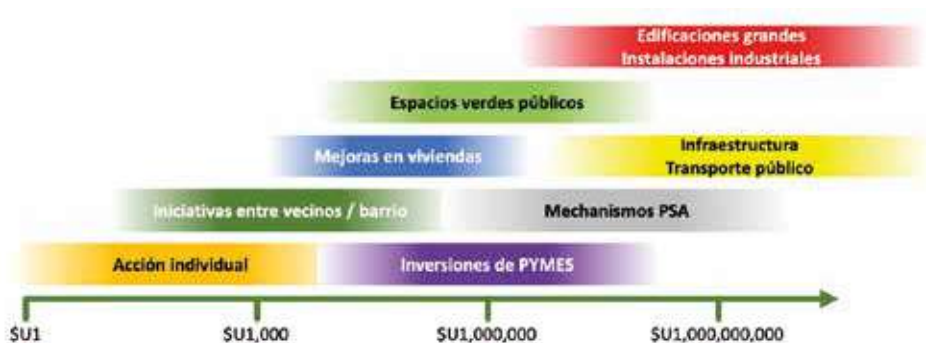 Edificaciones grandes
Instalaciones industriales
Espacios verdes públicos
Mejoras en viviendas
Infraestructura
Transporte público
Iniciativas entre vecinos / barrio
Mechanismos PSA
Acción individual
Inversiones de PYMES
$U1
$U1,000
$U1,000,000
$U1,000,000,000